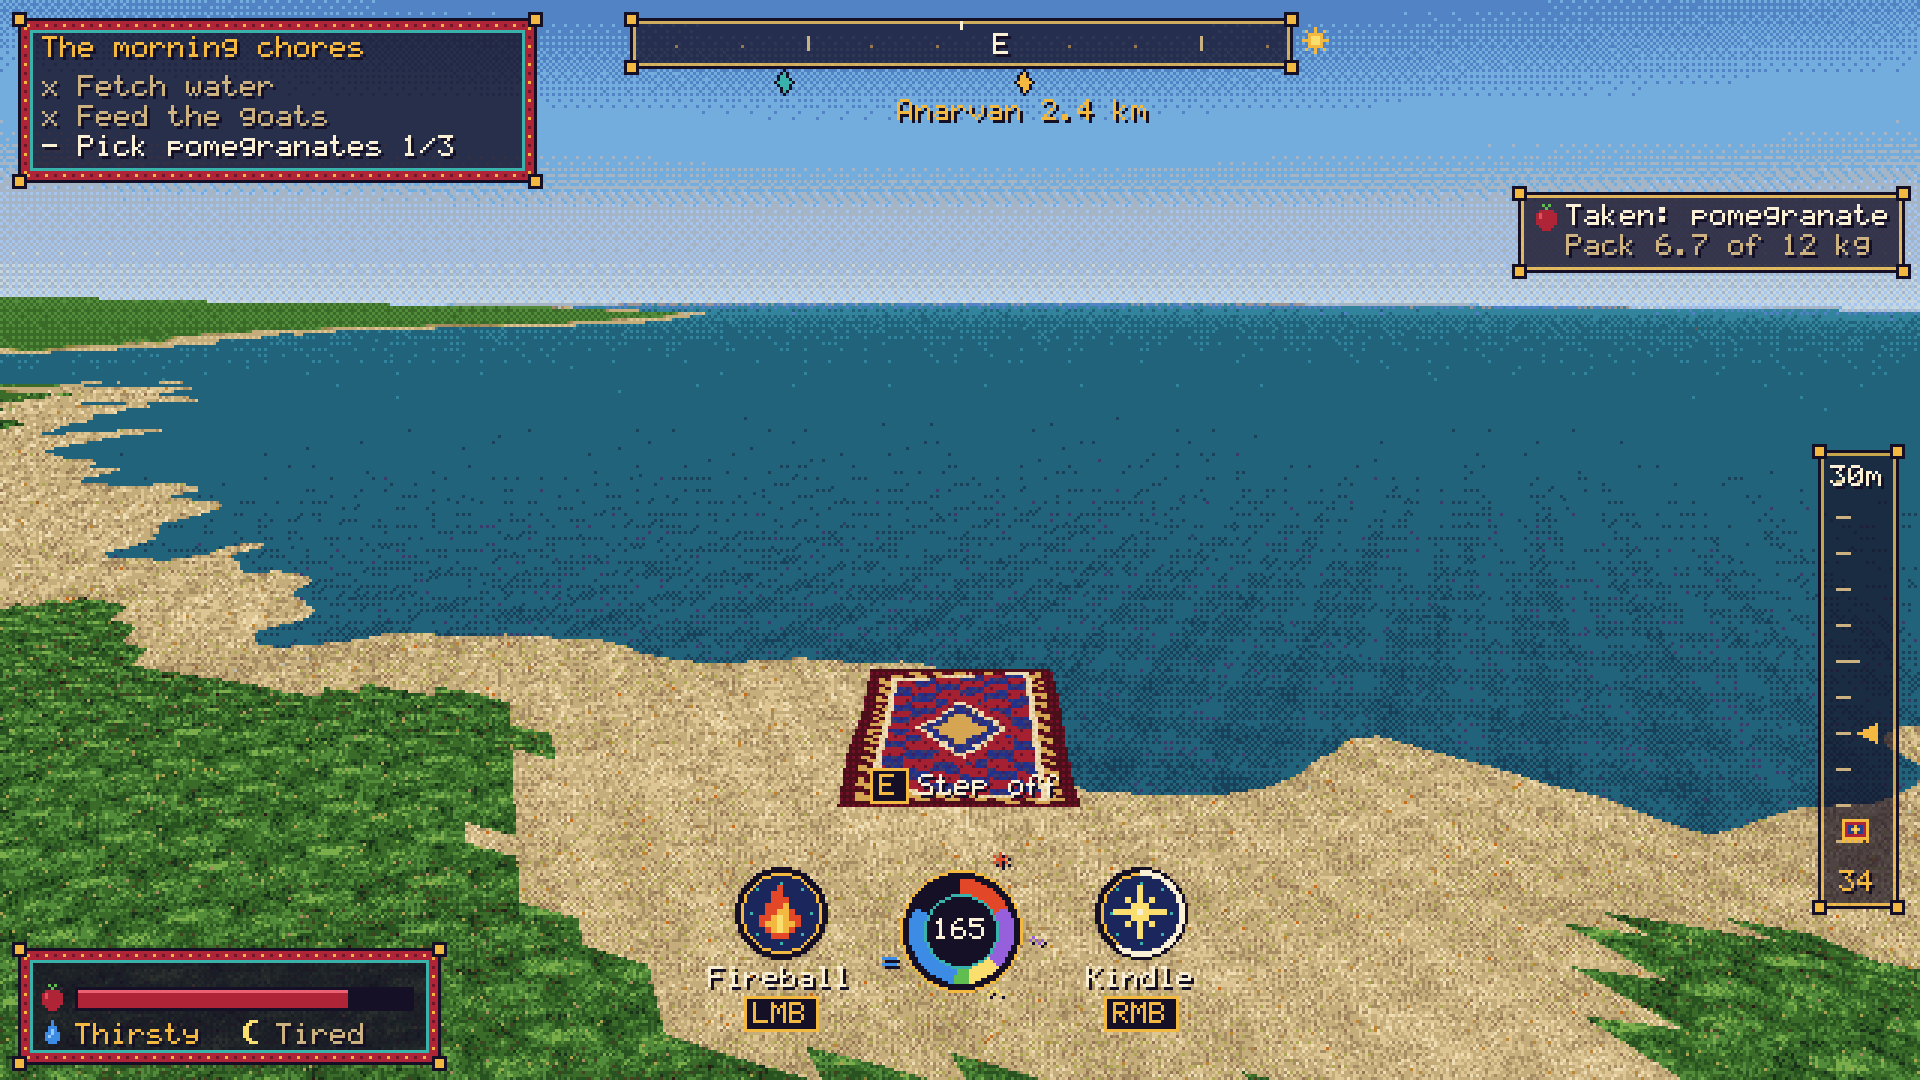 The morning chores
x Fetch water
x Feed the goats
- Pick pomegranates 1/3
E
Anarvan 2.4 km
Taken: pomegranate
Pack 6.7 of 12 kg
30m
34
E Step off
165
Fireball
LMB
Kindle
RMB
Thirsty
Tired